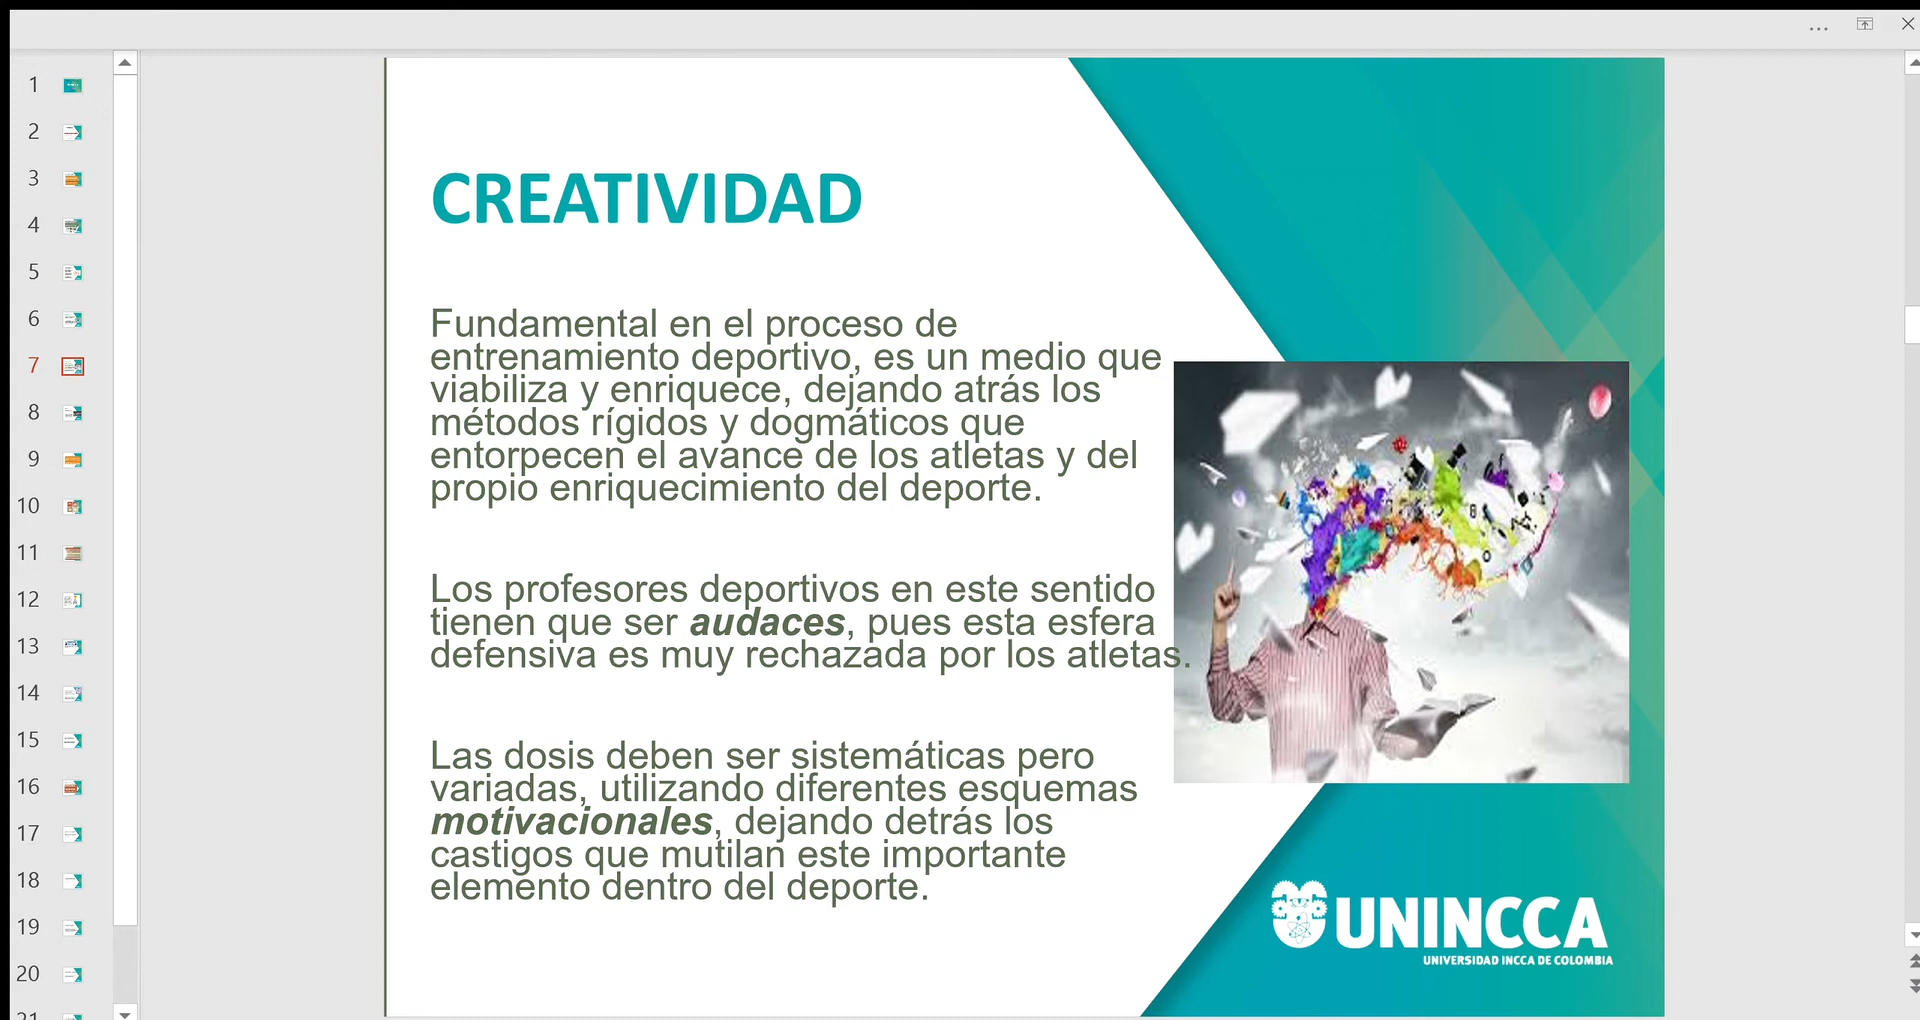 1
2
3
4
5
6
7
8
9
10
11
12
13
14
15
16
17
18
19
20
21
CREATIVIDAD
Fundamental en el proceso de
entrenamiento deportivo, es un medio que
viabiliza y enriquece, dejando atrás los
métodos rígidos y dogmáticos que
entorpecen el avance de los atletas y del
propio enriquecimiento del deporte.
Los profesores deportivos en este sentido
tienen que ser audaces, pues esta esfera
defensiva es muy rechazada por los atletas.
Las dosis deben ser sistemáticas pero
variadas, utilizando diferentes esquemas
motivacionales, dejando detrás los
castigos que mutilan este importante
elemento dentro del deporte.
UNINCCA
UNIVERSIDAD INCCA DE COLOMBIA